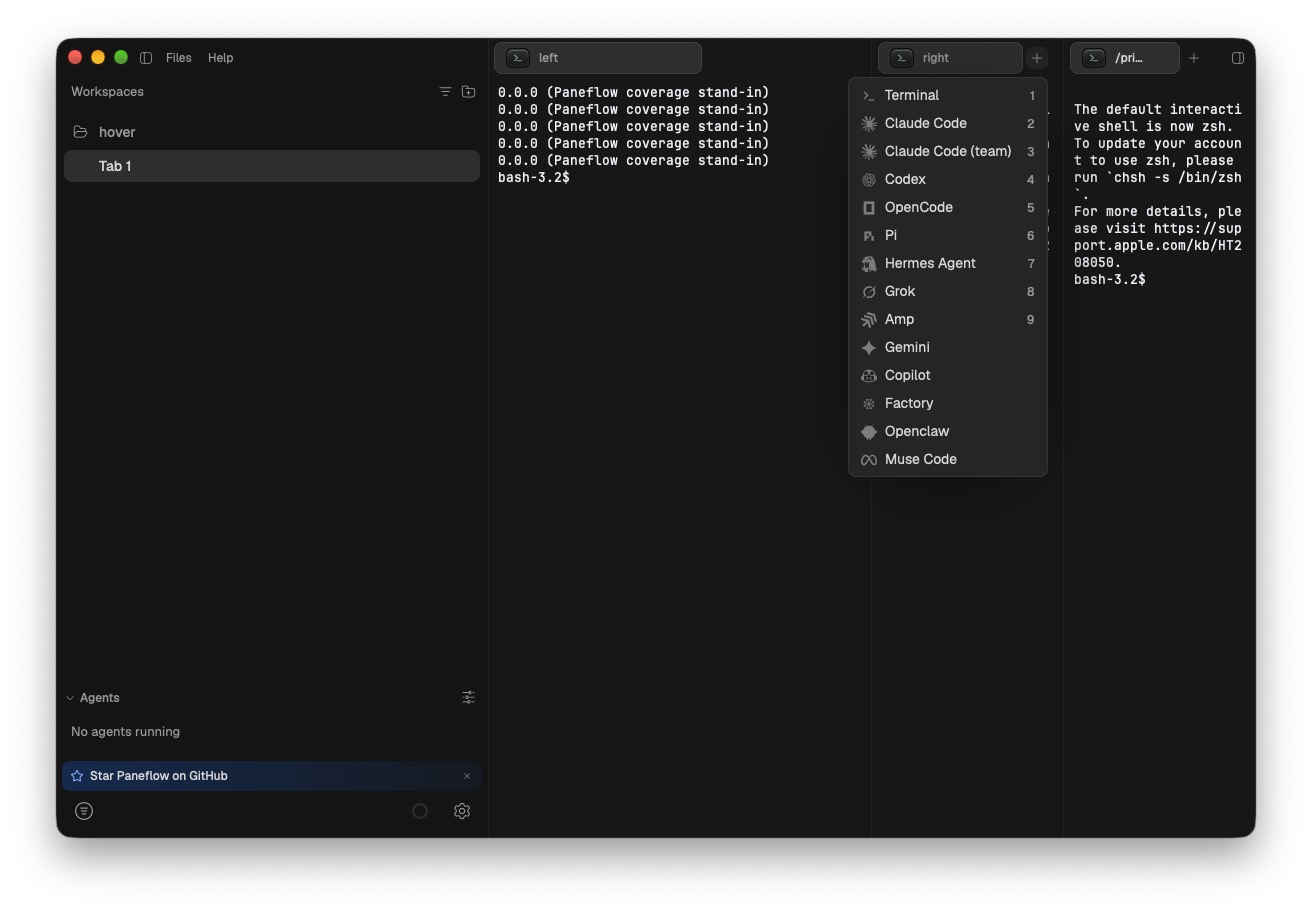 Files Help
Workspaces
hover
Tab 1
Agents
No agents running
Star Paneflow on GitHub
left
0.0.0 (Paneflow coverage stand-in)
0.0.0 (Paneflow coverage stand-in)
0.0.0 (Paneflow coverage stand-in)
0.0.0 (Paneflow coverage stand-in)
0.0.0 (Paneflow coverage stand-in)
bash-3.2$
right
Terminal 1
Claude Code 2
Claude Code (team) 3
Codex 4
OpenCode 5
Pi 6
Hermes Agent 7
Grok 8
Amp 9
Gemini
Copilot
Factory
Openclaw
Muse Code
/pri...
The default interacti
ve shell is now zsh.
To update your accoun
t to use zsh, please
run `chsh -s /bin/zsh
`.
For more details, ple
ase visit https://sup
port.apple.com/kb/HT2
08050.
bash-3.2$